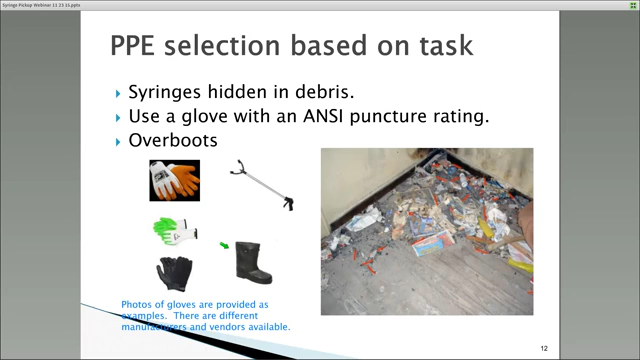 Syringe Pickup Webinar 11 23 15.pptx
PPE selection based on task
Syringes hidden in debris.
Use a glove with an ANSI puncture rating.
Overboots
Photos of gloves are provided as
examples. There are different
manufacturers and vendors available.
12